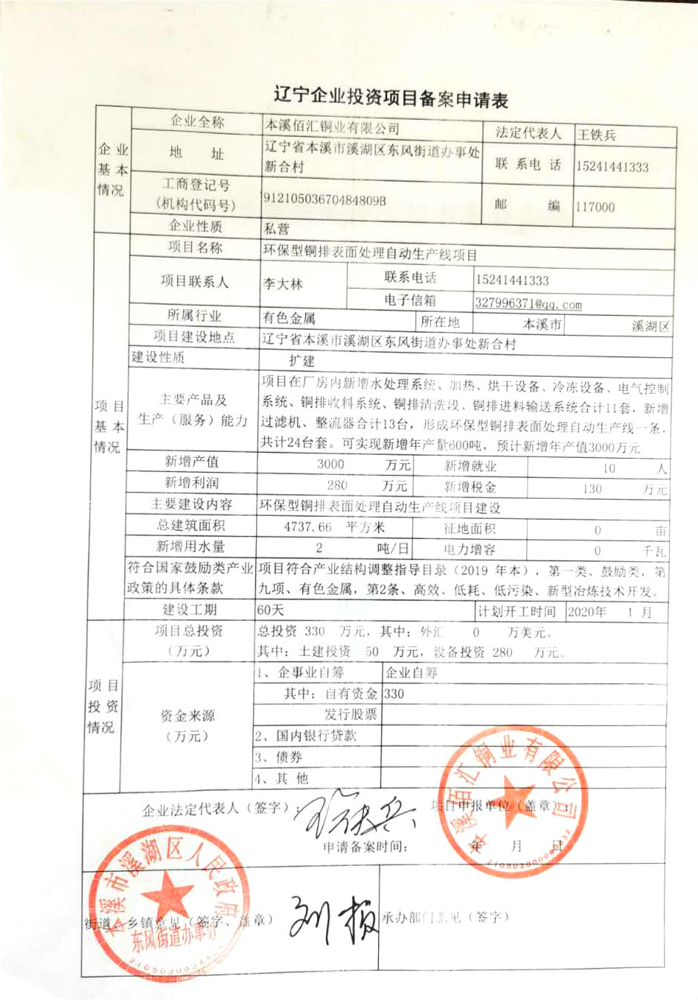 辽宁企业投资项目备案申请表
企业基本情况
企业全称 本溪佰汇铜业有限公司 法定代表人 王铁兵
地 址 辽宁省本溪市溪湖区东风街道办事处新合村 联系电话 15241441333
工商登记号(机构代码号) 91210503670484809B 邮 编 117000
企业性质 私营
项目基本情况
项目名称 环保型铜排表面处理自动生产线项目
项目联系人 李大林 联系电话 15241441333
电子信箱 327996371@qq.com
所属行业 有色金属 所在地 本溪市 溪湖区
项目建设地点 辽宁省本溪市溪湖区东风街道办事处新合村
建设性质 扩建
主要产品及
生产（服务）能力
项目在厂房内新增水处理系统、加热、烘干设备、冷冻设备、电气控制
系统、铜排收料系统、铜排清洗段、铜排进料输送系统合计11套，新增
过滤机、整流器合计13台，形成环保型铜排表面处理自动生产线一条，
共计24台套。可实现新增年产量600吨，预计新增年产值3000万元
新增产值 3000 万元 新增就业 10 人
新增利润 280 万元 新增税金 130 万元
主要建设内容 环保型铜排表面处理自动生产线项目建设
总建筑面积 4737.66 平方米 征地面积 0 亩
新增用水量 2 吨/日 电力增容 0 千瓦
符合国家鼓励类产业
政策的具体条款
项目符合产业结构调整指导目录（2019 年本），第一类、鼓励类，第
九项、有色金属，第2条、高效、低耗、低污染、新型冶炼技术开发。
建设工期 60天 计划开工时间 2020年 1 月
项目投资情况
项目总投资
（万元）
总投资 330 万元，其中：外汇 0 万美元。
其中：土建投资 50 万元，设备投资 280 万元。
资金来源
（万元）
1、企事业自筹 企业自筹
其中：自有资金 330
发行股票
2、国内银行贷款
3、债券
4、其 他
企业法定代表人（签字）： 王铁兵 项目申报单位（盖章）：
申请备案时间： 年 月 日
本溪佰汇铜业有限公司
街道、乡镇意见（签字、盖章）
承办部门意见（签字）
本溪市溪湖区人民政府
东风街道办事处